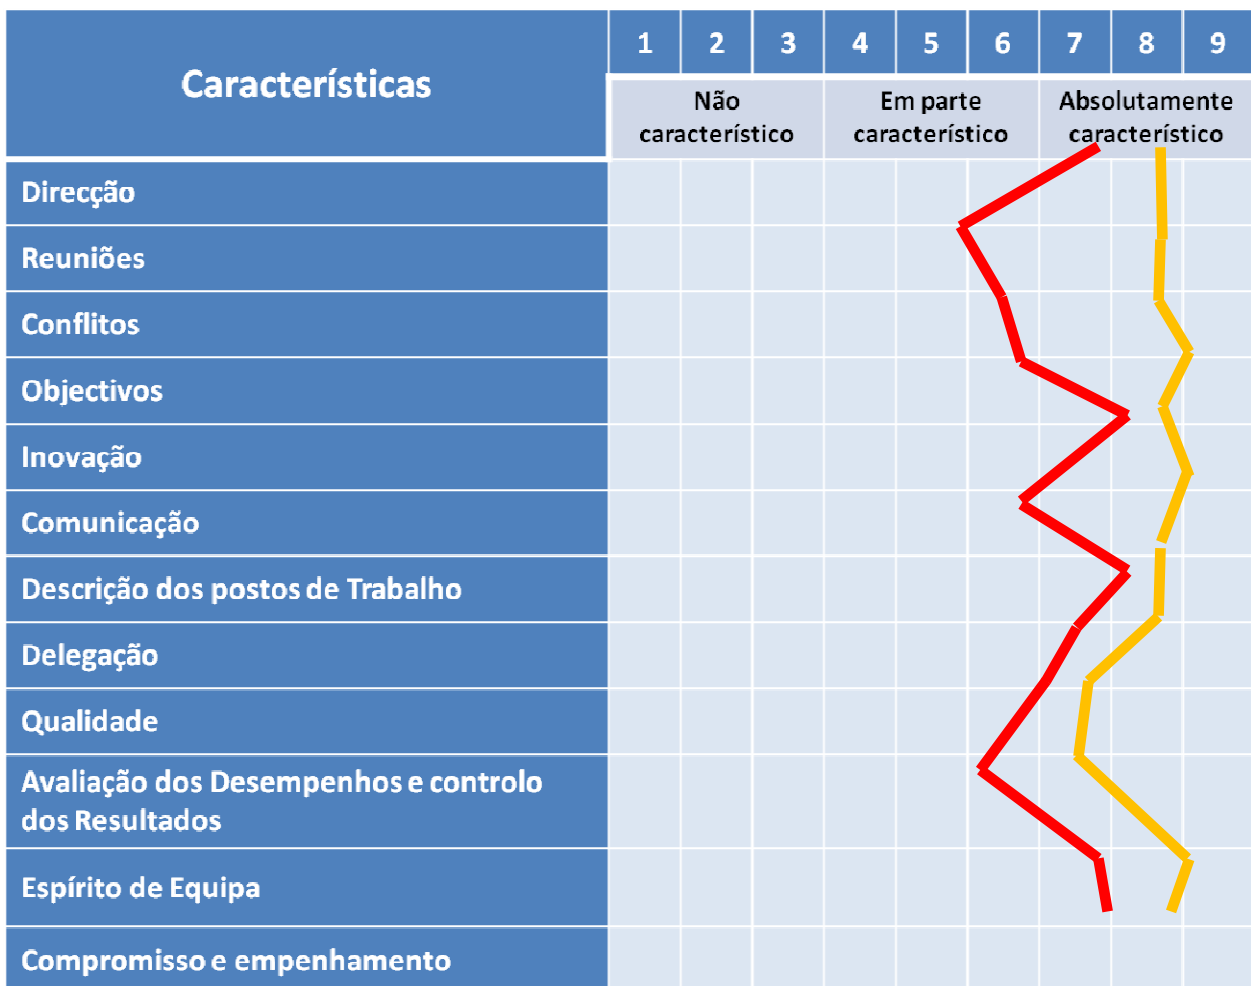 Características
1 2 3 4 5 6 7 8 9
Não
característico
Em parte
característico
Absolutamente
característico
Direcção
Reuniões
Conflitos
Objectivos
Inovação
Comunicação
Descrição dos postos de Trabalho
Delegação
Qualidade
Avaliação dos Desempenhos e controlo
dos Resultados
Espírito de Equipa
Compromisso e empenhamento